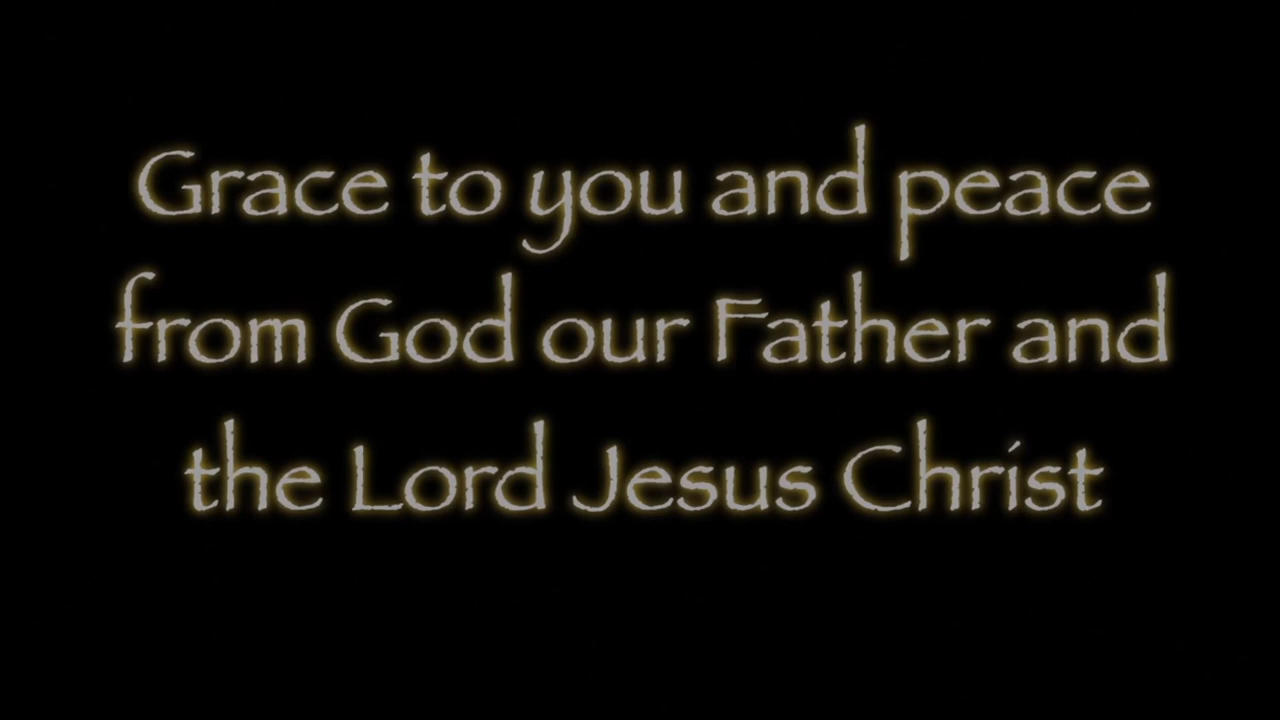 Grace to you and peace
from God our Father and
the Lord Jesus Christ